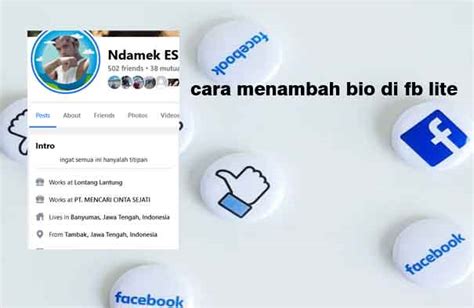 Ndamek ES
502 friends • 38 mutua
Posts About Friends Photos Videos
Intro
ingat semua ini hanyalah titipan
Works at Lontang Lantung
Works at PT. MENCARI CINTA SEJATI
Lives in Banyumas, Jawa Tengah, Indonesia
From Tambak, Jawa Tengah, Indonesia
cara menambah bio di fb lite
facebook
facebook
facebook